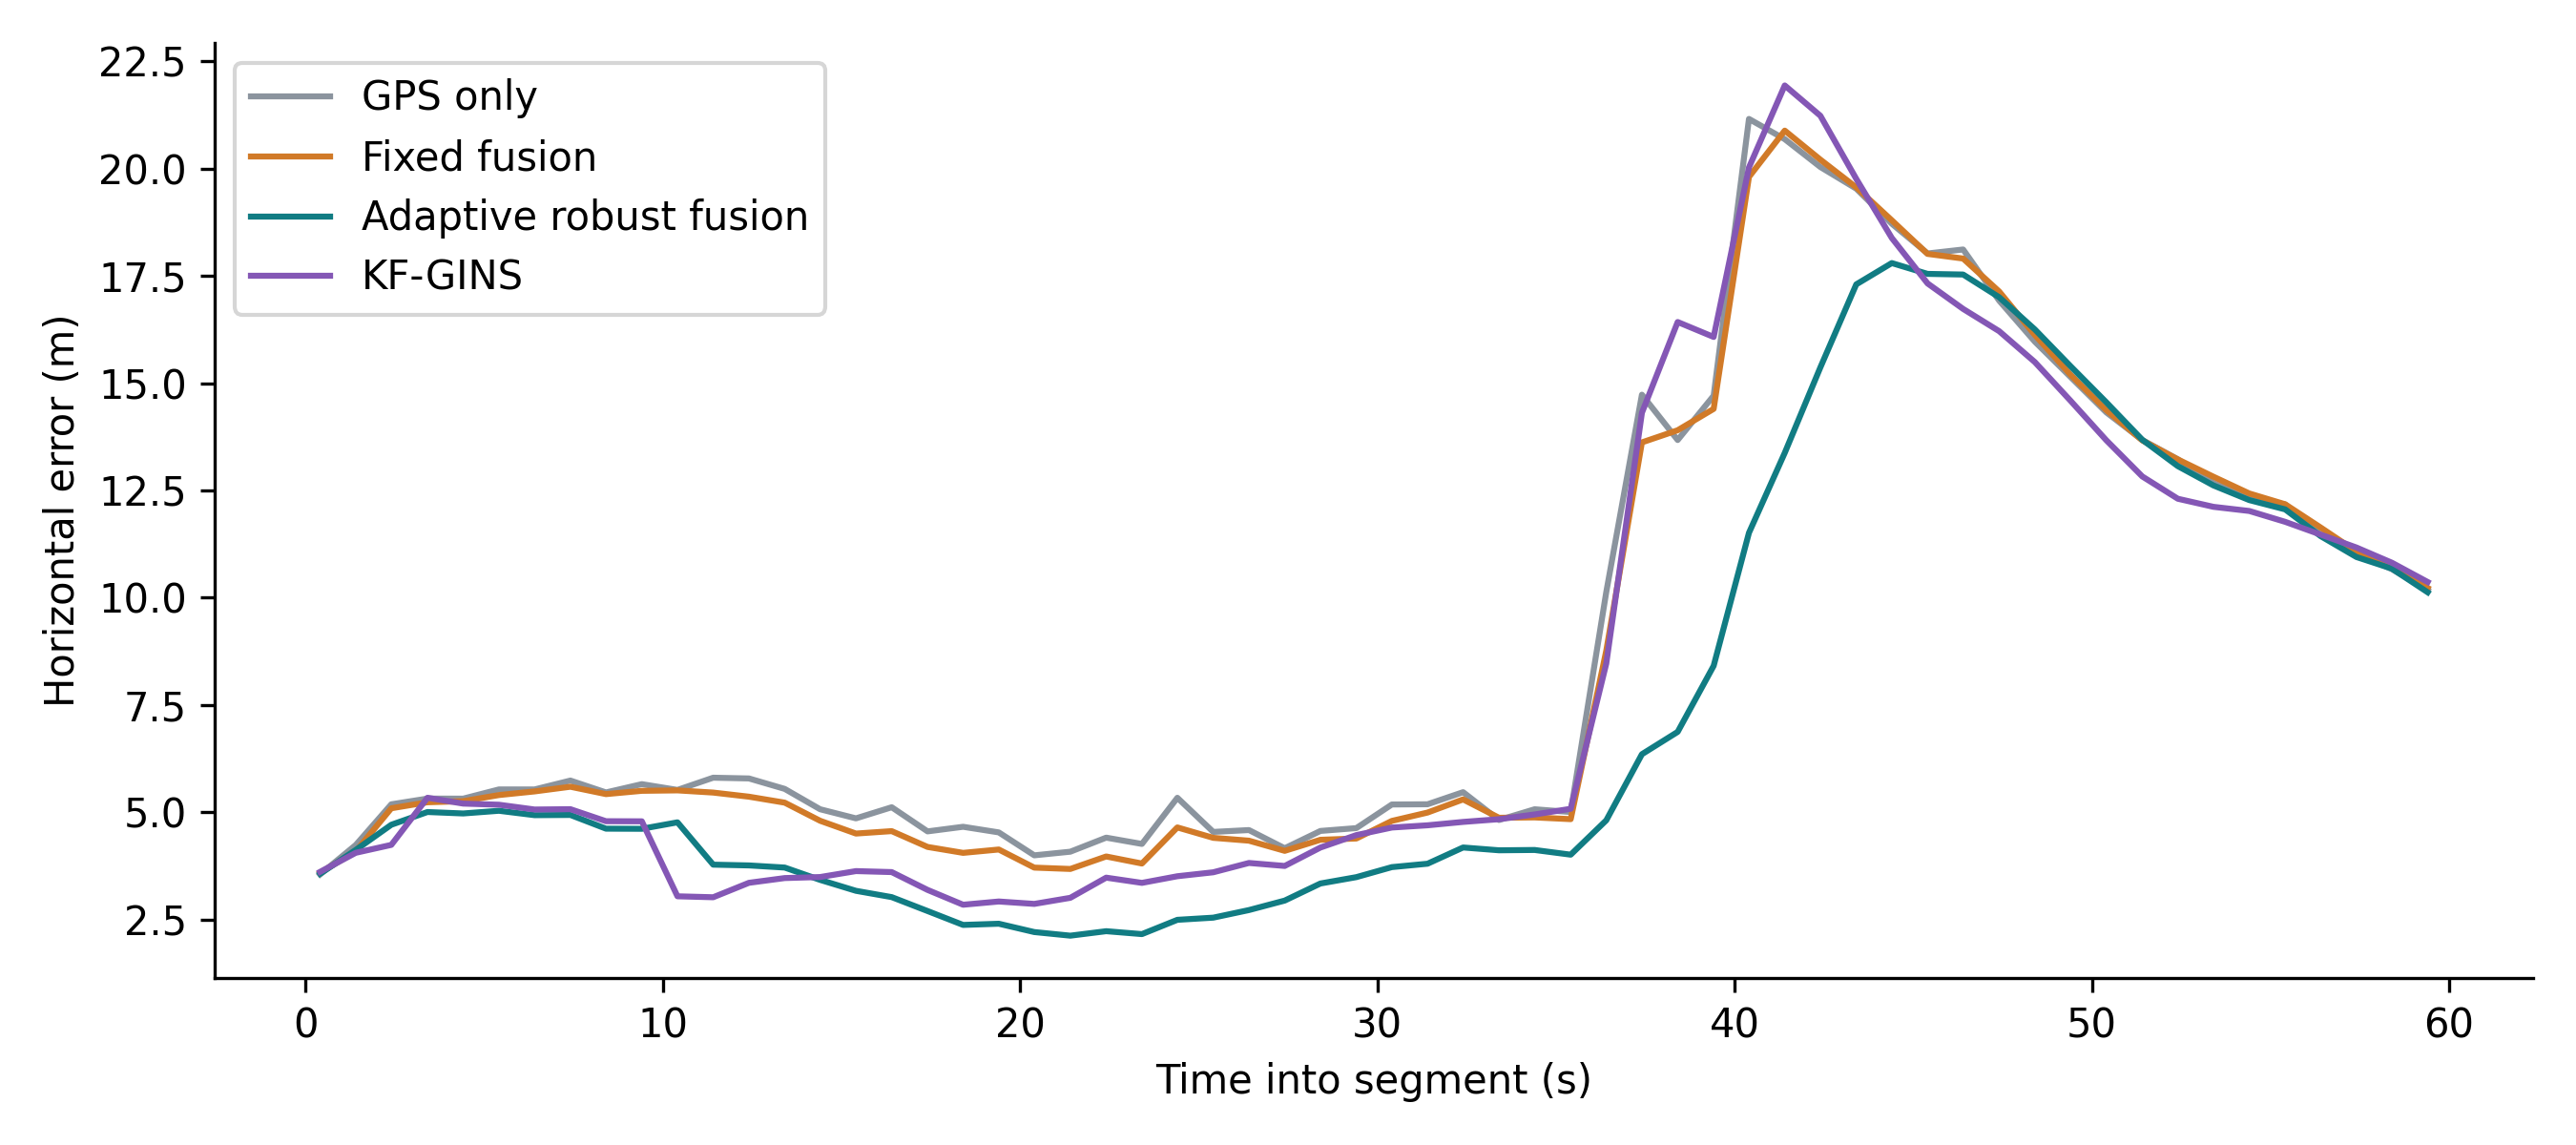 22.5
20.0
17.5
15.0
12.5
10.0
7.5
5.0
2.5
Horizontal error (m)
GPS only
Fixed fusion
Adaptive robust fusion
KF-GINS
0 10 20 30 40 50 60
Time into segment (s)